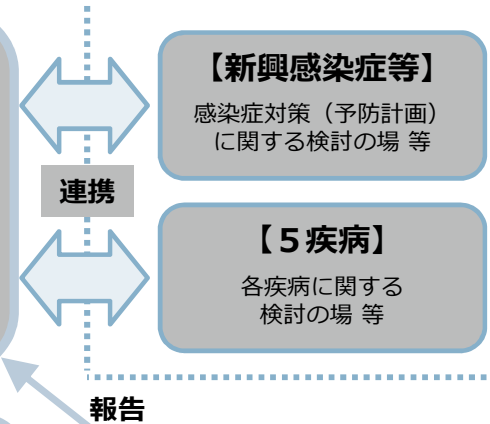 【新興感染症等】
感染症対策（予防計画）
に関する検討の場 等
連携
【５疾病】
各疾病に関する
検討の場 等
報告